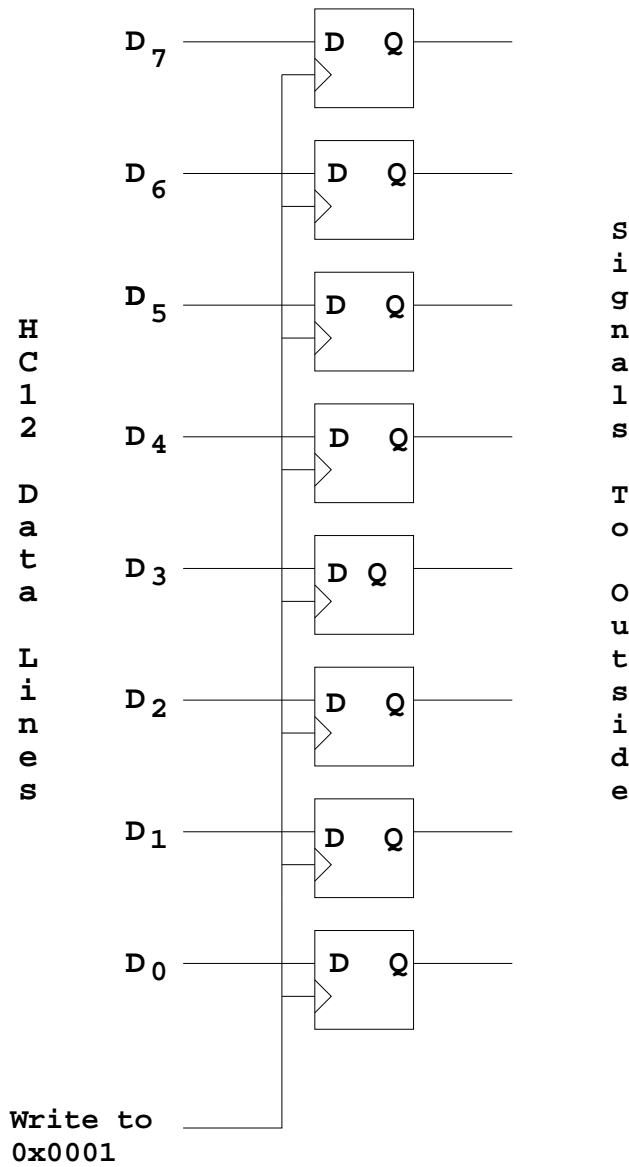 D7 D Q
D6 D Q
D5 D Q
D4 D Q
D3 D Q
D2 D Q
D1 D Q
D0 D Q
HC12 Data Lines
Signals To Outside
Write to
0x0001